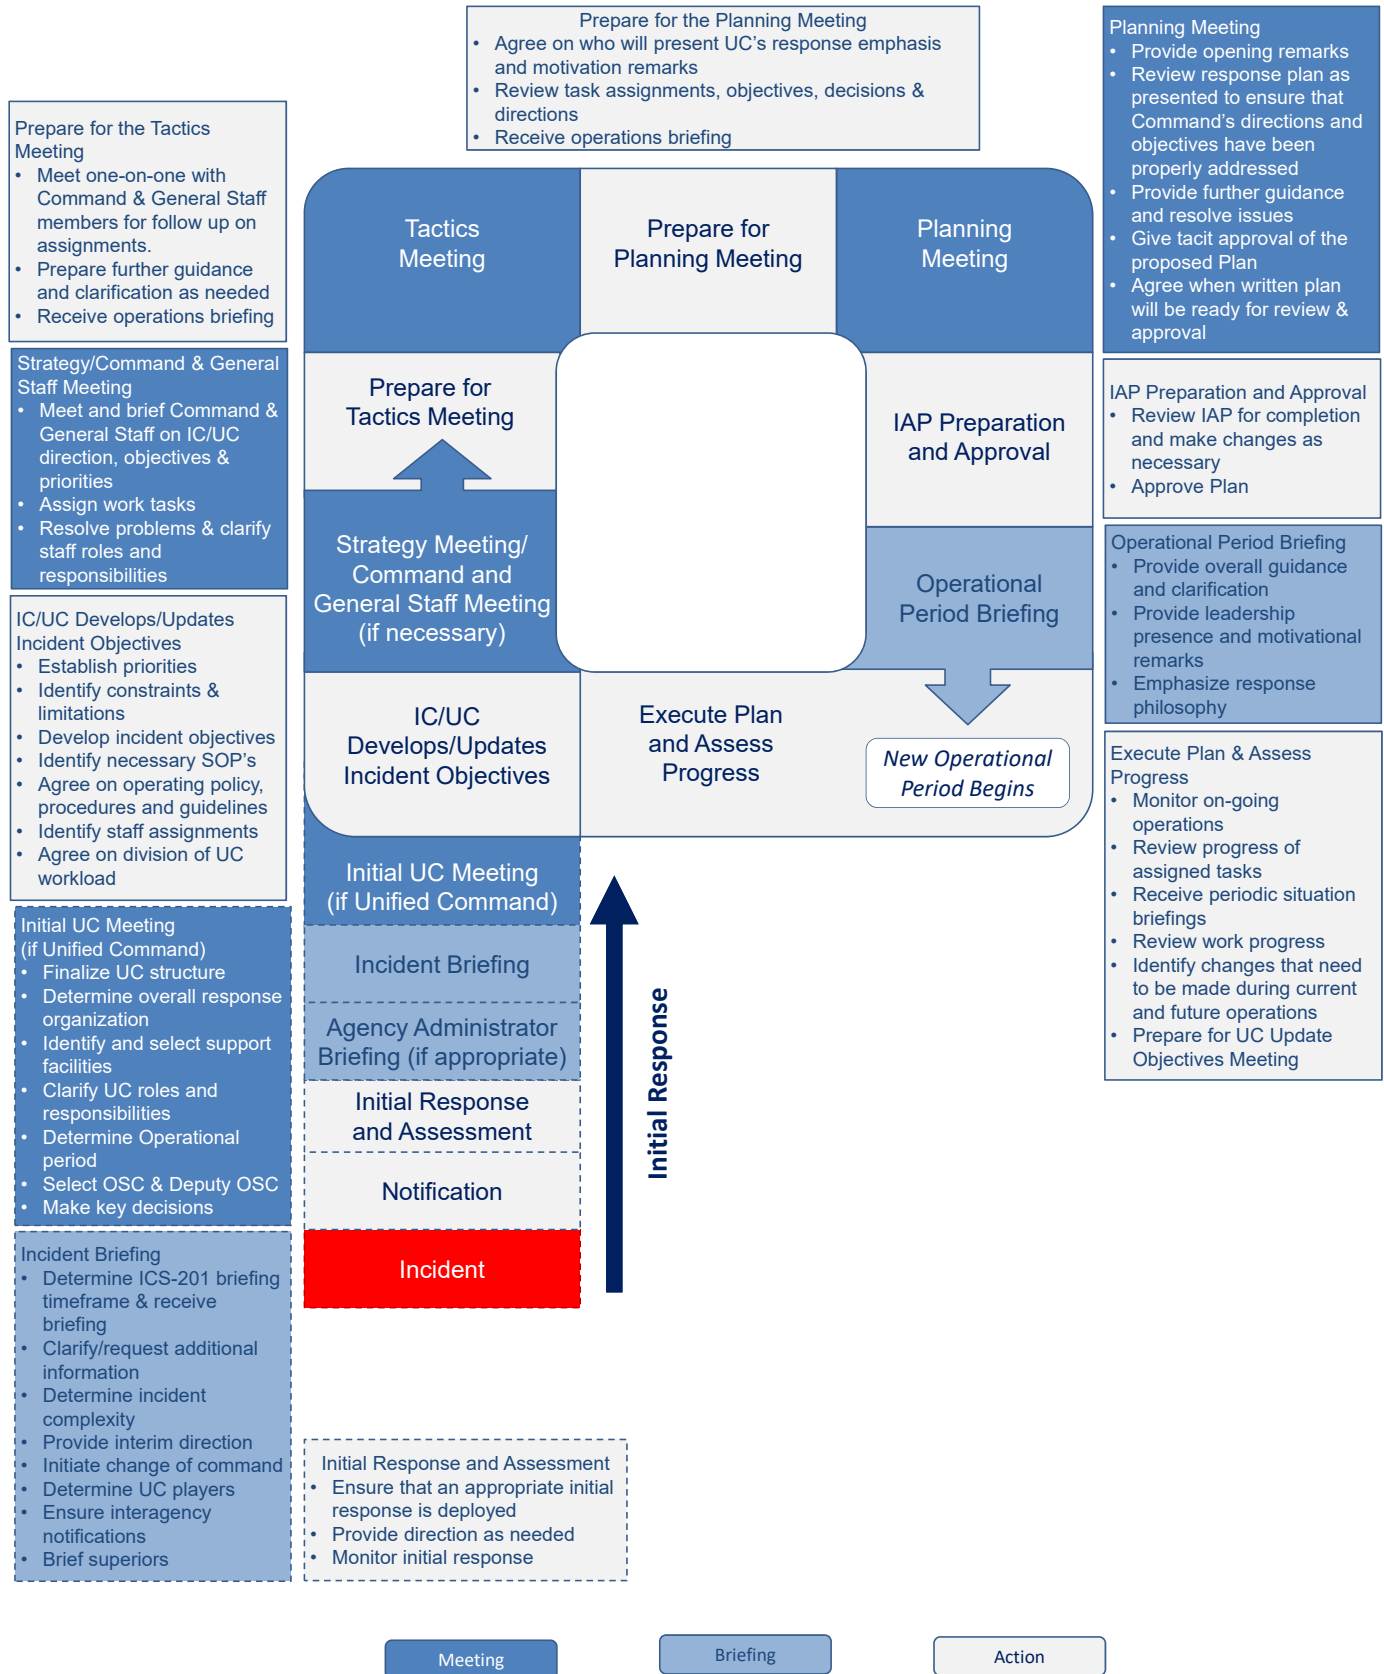 Prepare for the Planning Meeting
• Agree on who will present UC's response emphasis
and motivation remarks
• Review task assignments, objectives, decisions &
directions
• Receive operations briefing
Planning Meeting
• Provide opening remarks
• Review response plan as
presented to ensure that
Command's directions and
objectives have been
properly addressed
• Provide further guidance
and resolve issues
• Give tacit approval of the
proposed Plan
• Agree when written plan
will be ready for review &
approval
Prepare for the Tactics
Meeting
• Meet one-on-one with
Command & General Staff
members for follow up on
assignments.
• Prepare further guidance
and clarification as needed
• Receive operations briefing
Tactics
Meeting
Prepare for
Planning Meeting
Planning
Meeting
Strategy/Command & General
Staff Meeting
• Meet and brief Command &
General Staff on IC/UC
direction, objectives &
priorities
• Assign work tasks
• Resolve problems & clarify
staff roles and
responsibilities
Prepare for
Tactics Meeting
IAP Preparation
and Approval
IAP Preparation and Approval
• Review IAP for completion
and make changes as
necessary
• Approve Plan
Strategy Meeting/
Command and
General Staff Meeting
(if necessary)
Operational
Period Briefing
Operational Period Briefing
• Provide overall guidance
and clarification
• Provide leadership
presence and motivational
remarks
• Emphasize response
philosophy
IC/UC Develops/Updates
Incident Objectives
• Establish priorities
• Identify constraints &
limitations
• Develop incident objectives
• Identify necessary SOP's
• Agree on operating policy,
procedures and guidelines
• Identify staff assignments
• Agree on division of UC
workload
IC/UC
Develops/Updates
Incident Objectives
Execute Plan
and Assess
Progress
New Operational
Period Begins
Execute Plan & Assess
Progress
• Monitor on-going
operations
• Review progress of
assigned tasks
• Receive periodic situation
briefings
• Review work progress
• Identify changes that need
to be made during current
and future operations
• Prepare for UC Update
Objectives Meeting
Initial UC Meeting
(if Unified Command)
• Finalize UC structure
• Determine overall response
organization
• Identify and select support
facilities
• Clarify UC roles and
responsibilities
• Determine Operational
period
• Select OSC & Deputy OSC
• Make key decisions
Initial UC Meeting
(if Unified Command)
Incident Briefing
Agency Administrator
Briefing (if appropriate)
Initial Response
and Assessment
Notification
Incident
Initial Response
Incident Briefing
• Determine ICS-201 briefing
timeframe & receive
briefing
• Clarify/request additional
information
• Determine incident
complexity
• Provide interim direction
• Initiate change of command
• Determine UC players
• Ensure interagency
notifications
• Brief superiors
Initial Response and Assessment
• Ensure that an appropriate initial
response is deployed
• Provide direction as needed
• Monitor initial response
Meeting
Briefing
Action